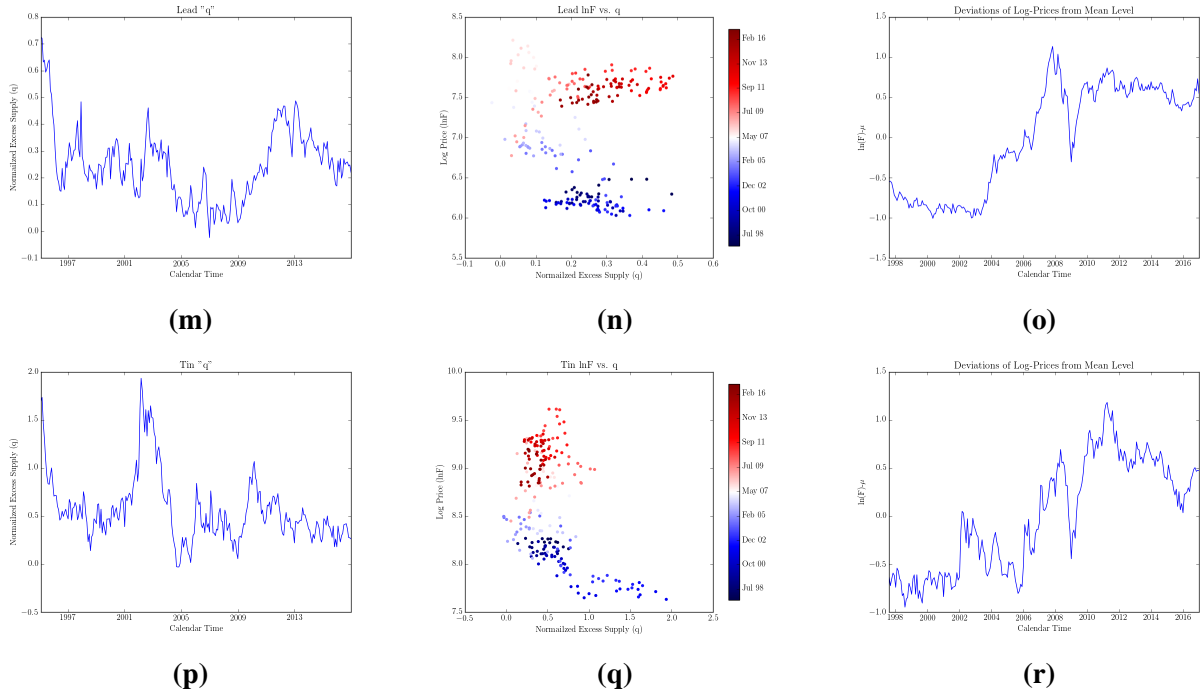 Lead "q"
Normailzed Excess Supply (q)
0.8
0.7
0.6
0.5
0.4
0.3
0.2
0.1
0.0
−0.1
1997
2001
2005
2009
2013
Calendar Time
(m)
Lead lnF vs. q
Log Price (lnF)
8.5
8.0
7.5
7.0
6.5
6.0
5.5
−0.1
0.0
0.1
0.2
0.3
0.4
0.5
0.6
Normailzed Excess Supply (q)
Feb 16
Nov 13
Sep 11
Jul 09
May 07
Feb 05
Dec 02
Oct 00
Jul 98
(n)
Deviations of Log-Prices from Mean Level
ln[F)-μ
1.5
1.0
0.5
0.0
−0.5
−1.0
−1.5
1998
2000
2002
2004
2006
2008
2010
2012
2014
2016
Calendar Time
(o)
Tin "q"
Normailzed Excess Supply (q)
2.0
1.5
1.0
0.5
0.0
−0.5
1997
2001
2005
2009
2013
Calendar Time
(p)
Tin lnF vs. q
Log Price (lnF)
10.0
9.5
9.0
8.5
8.0
7.5
−0.5
0.0
0.5
1.0
1.5
2.0
2.5
Normailzed Excess Supply (q)
Feb 16
Nov 13
Sep 11
Jul 09
May 07
Feb 05
Dec 02
Oct 00
Jul 98
(q)
Deviations of Log-Prices from Mean Level
ln[F)-μ
1.5
1.0
0.5
0.0
−0.5
−1.0
1998
2000
2002
2004
2006
2008
2010
2012
2014
2016
Calendar Time
(r)